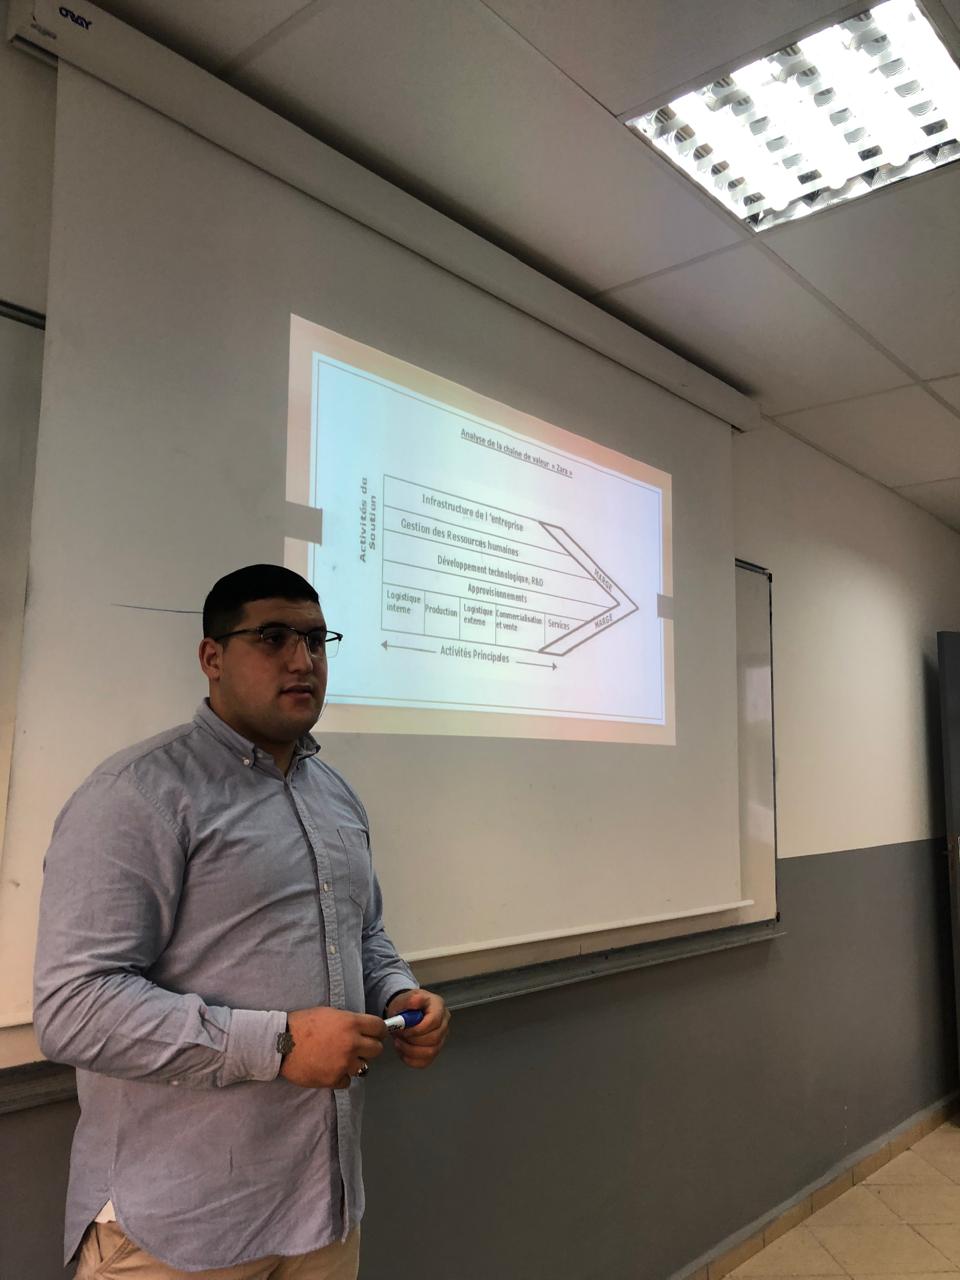 ORAY
Analyse de la chaîne de valeur « Zara »
Activités de
Soutien
Infrastructure de l 'entreprise
Gestion des Ressources humaines
Développement technologique, R&D
Approvisionnements
Logistique
interne
Production
Logistique
externe
Commercialisation
et vente
Services
MARGE
MARGE
Activités Principales